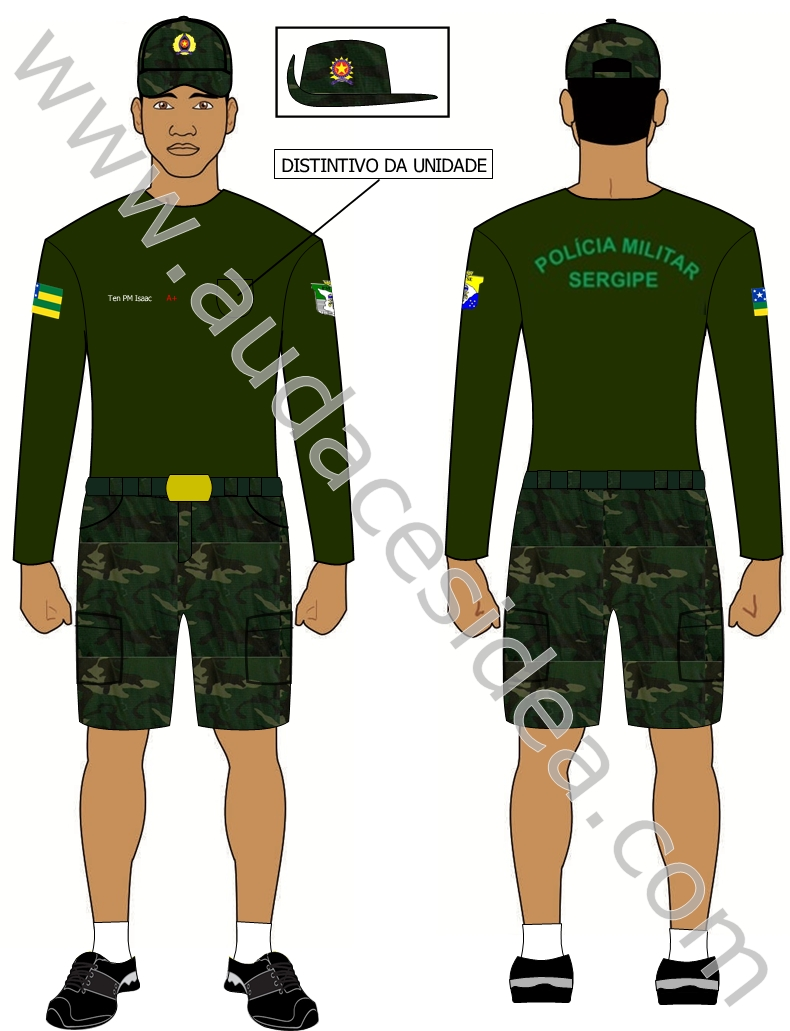 DISTINTIVO DA UNIDADE
Ten PM Isaac A+
POLÍCIA MILITAR
SERGIPE
www.audacesidea.com